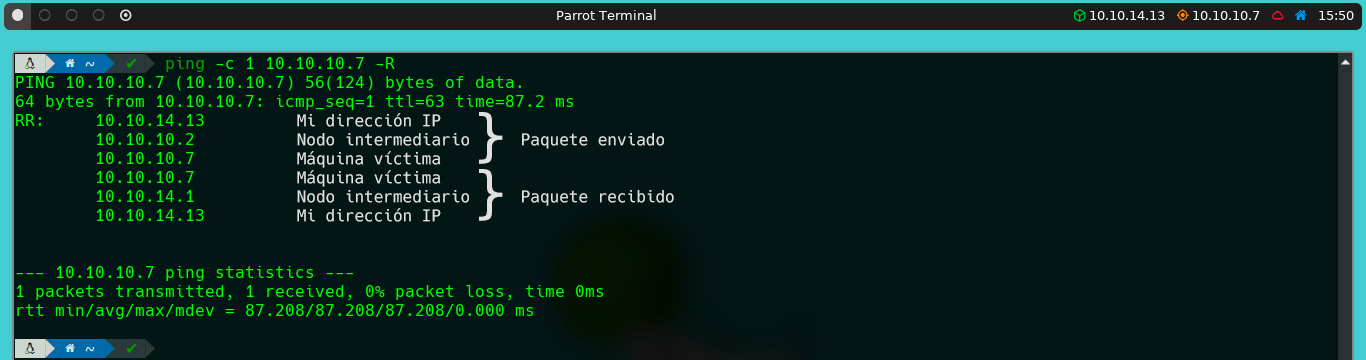 Parrot Terminal
10.10.14.13 10.10.10.7 15:50
~ ✔ ping -c 1 10.10.10.7 -R
PING 10.10.10.7 (10.10.10.7) 56(124) bytes of data.
64 bytes from 10.10.10.7: icmp_seq=1 ttl=63 time=87.2 ms
RR: 10.10.14.13 Mi dirección IP
10.10.10.2 Nodo intermediario } Paquete enviado
10.10.10.7 Máquina víctima
10.10.10.7 Máquina víctima
10.10.14.1 Nodo intermediario } Paquete recibido
10.10.14.13 Mi dirección IP
--- 10.10.10.7 ping statistics ---
1 packets transmitted, 1 received, 0% packet loss, time 0ms
rtt min/avg/max/mdev = 87.208/87.208/87.208/0.000 ms
~ ✔